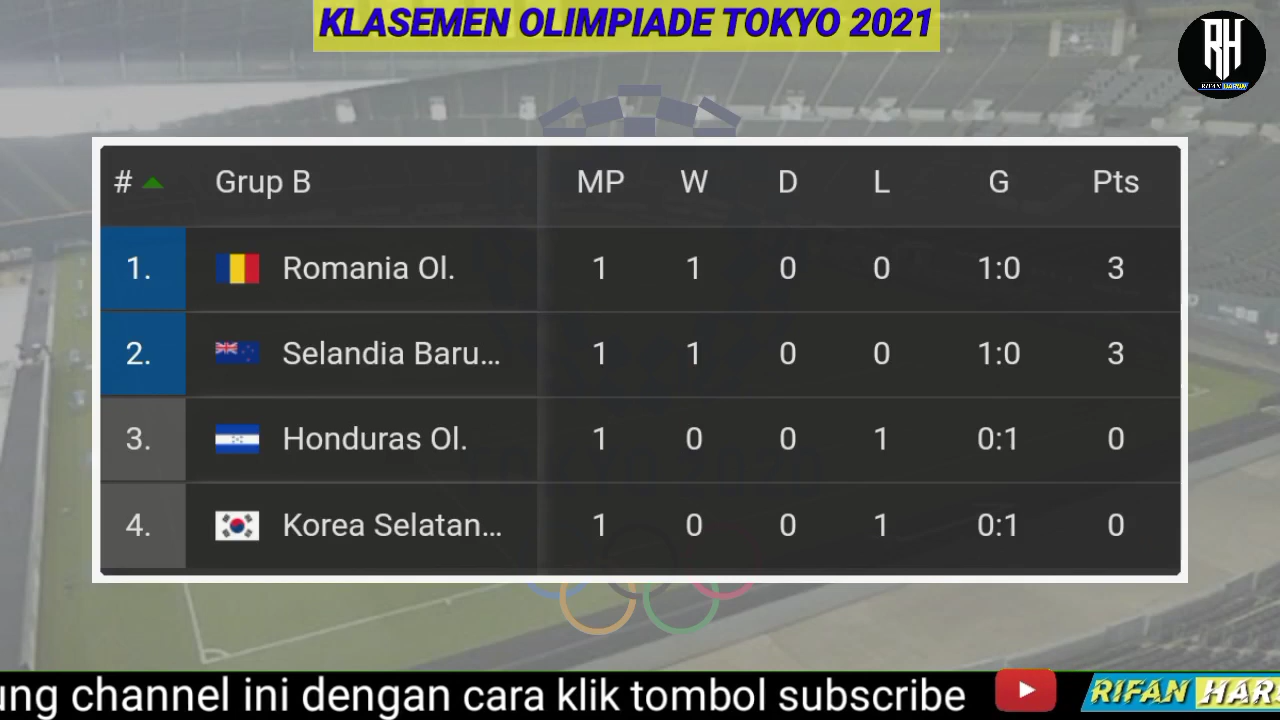 KLASEMEN OLIMPIADE TOKYO 2021
RH
RIFAN HARUN
# Grup B MP W D L G Pts
1. Romania Ol. 1 1 0 0 1:0 3
2. Selandia Baru... 1 1 0 0 1:0 3
3. Honduras Ol. 1 0 0 1 0:1 0
4. Korea Selatan... 1 0 0 1 0:1 0
ung channel ini dengan cara klik tombol subscribe RIFAN HAR